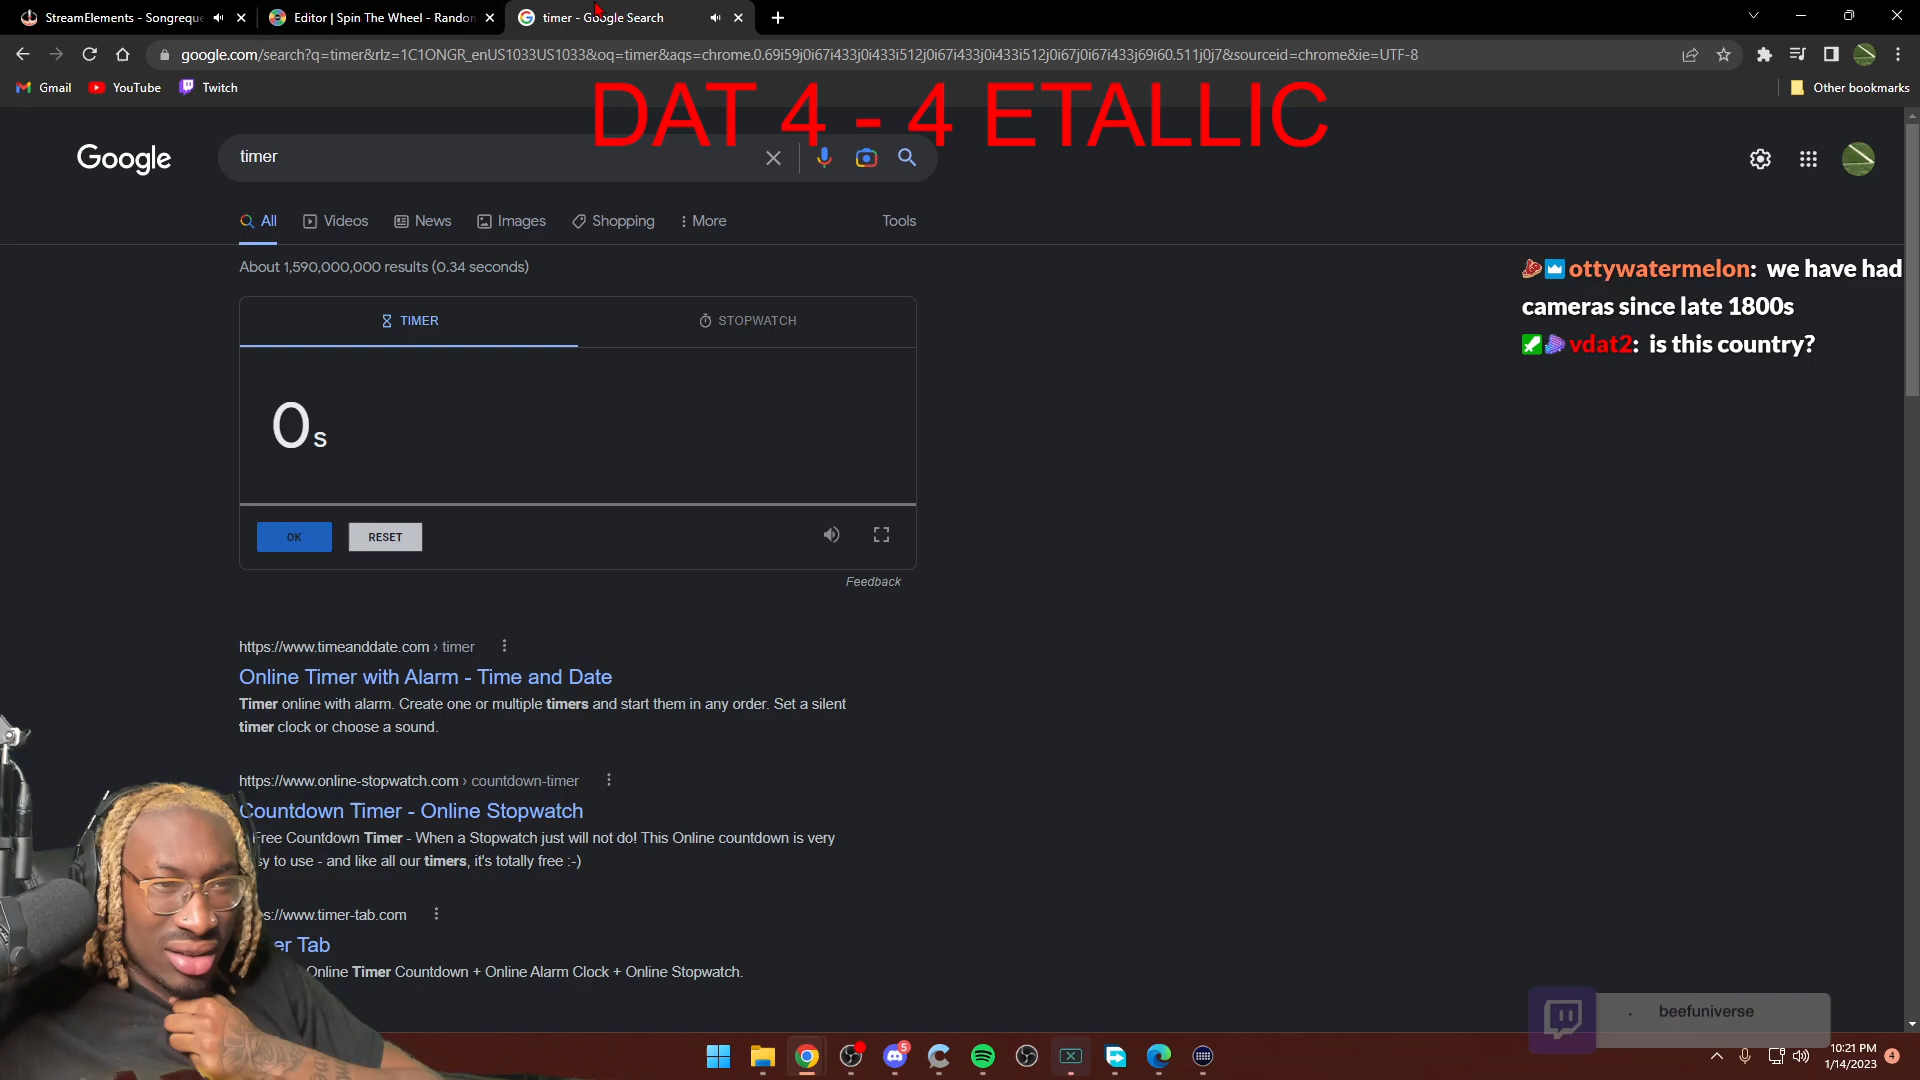 StreamElements - Songreque
Editor | Spin The Wheel - Random
timer - Google Search
google.com/search?q=timer&rlz=1C1ONGR_enUS1033US1033&oq=timer&aqs=chrome.0.69i59j0i67i433j0i433i512j0i67i433j0i433i512j0i67j0i67i433j69i60.511j0j7&sourceid=chrome&ie=UTF-8
Gmail YouTube Twitch Other bookmarks
DAT 4 - 4 ETALLIC
Google timer
All Videos News Images Shopping More Tools
About 1,590,000,000 results (0.34 seconds)
ottywatermelon: we have had
cameras since late 1800s
vdat2: is this country?
TIMER STOPWATCH
0s
OK RESET
Feedback
https://www.timeanddate.com › timer
Online Timer with Alarm - Time and Date
Timer online with alarm. Create one or multiple timers and start them in any order. Set a silent
timer clock or choose a sound.
https://www.online-stopwatch.com › countdown-timer
Countdown Timer - Online Stopwatch
Free Countdown Timer - When a Stopwatch just will not do! This Online countdown is very
sy to use - and like all our timers, it's totally free :-)
s://www.timer-tab.com
er Tab
Online Timer Countdown + Online Alarm Clock + Online Stopwatch.
beefuniverse
5
10:21 PM
1/14/2023
4